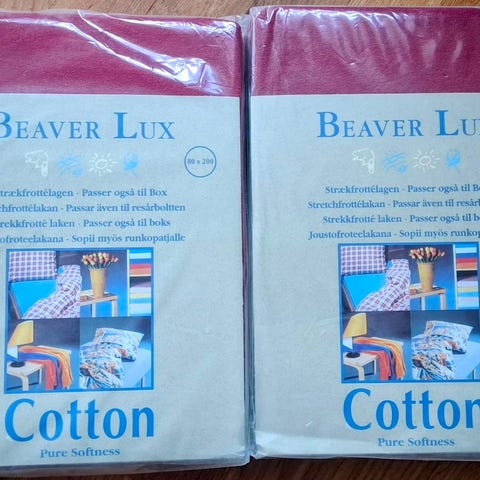 BEAVER LUX
80 x 200
Strækfrottélagen - Passer også til Box
Stretchfrottélakan - Passar även til resårbotten
Strekkfrotté laken - Passer også til boks
Joustofroteelakana - Sopii myös runkopatjalle
Cotton
Pure Softness
BEAVER LUX
Strækfrottélagen - Passer også til Bo
Stretchfrottélakan - Passar även til resårbo
Strekkfrotté laken - Passer også til bo
Joustofroteelakana - Sopii myös runkopa
Cotton
Pure Softness